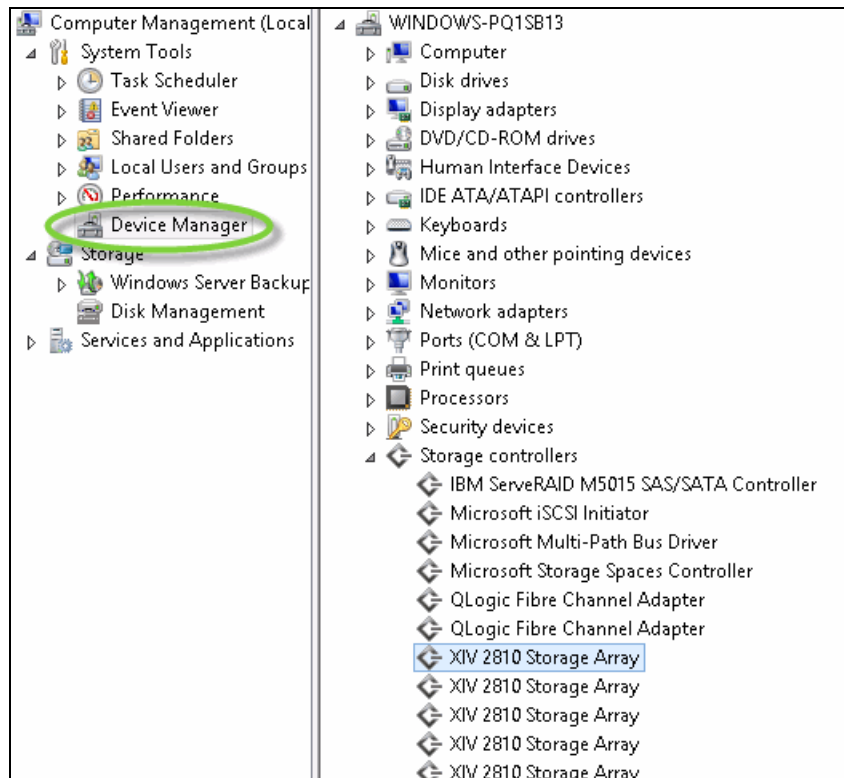 Computer Management (Local
System Tools
Task Scheduler
Event Viewer
Shared Folders
Local Users and Groups
Performance
Device Manager
Storage
Windows Server Backup
Disk Management
Services and Applications
WINDOWS-PQ1SB13
Computer
Disk drives
Display adapters
DVD/CD-ROM drives
Human Interface Devices
IDE ATA/ATAPI controllers
Keyboards
Mice and other pointing devices
Monitors
Network adapters
Ports (COM & LPT)
Print queues
Processors
Security devices
Storage controllers
IBM ServeRAID M5015 SAS/SATA Controller
Microsoft iSCSI Initiator
Microsoft Multi-Path Bus Driver
Microsoft Storage Spaces Controller
QLogic Fibre Channel Adapter
QLogic Fibre Channel Adapter
XIV 2810 Storage Array
XIV 2810 Storage Array
XIV 2810 Storage Array
XIV 2810 Storage Array
XIV 2810 Storage Array